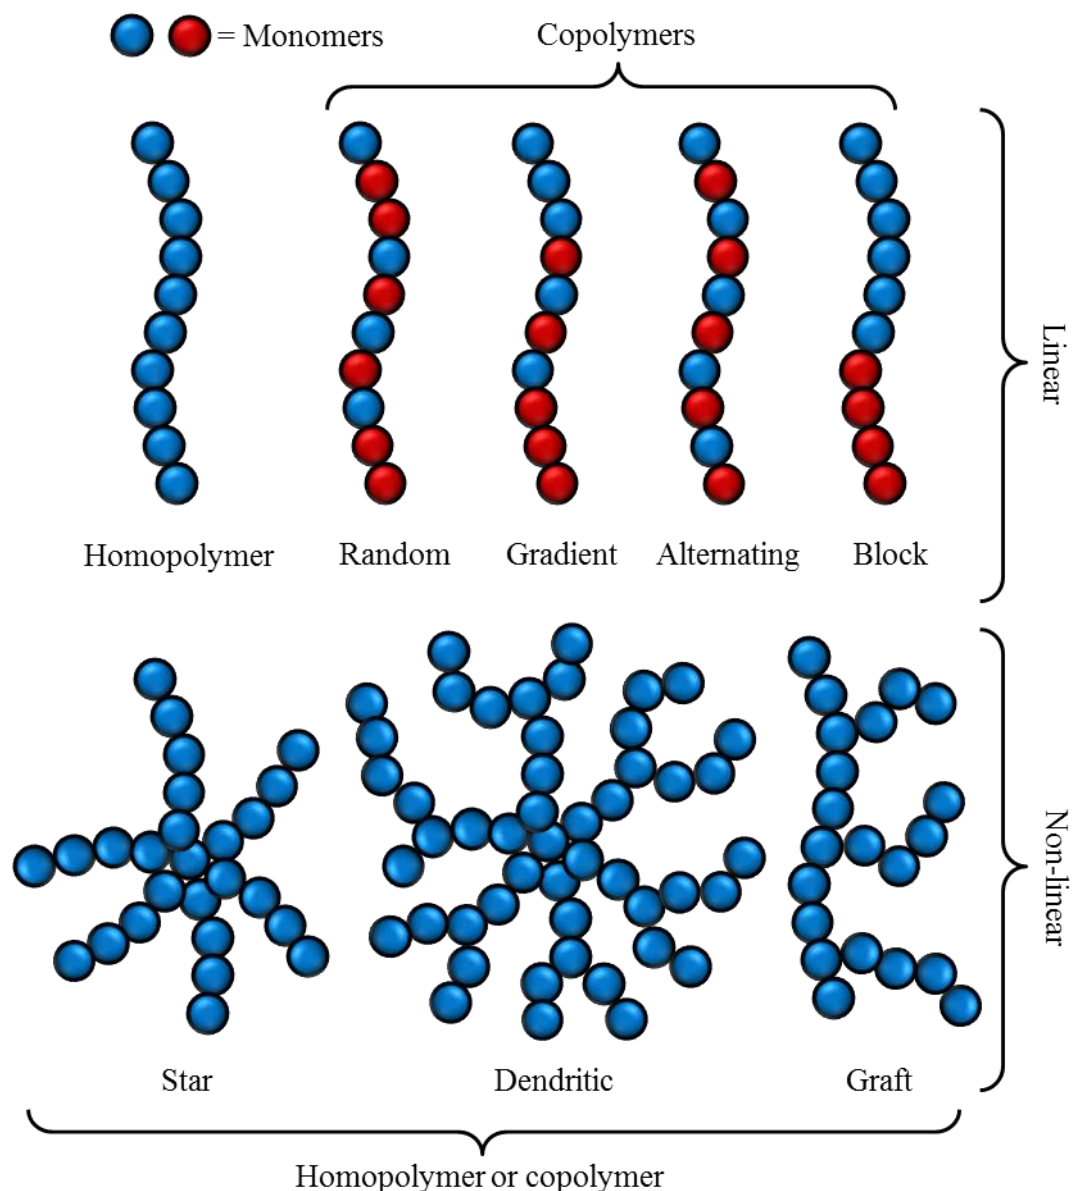 = Monomers
Copolymers
Homopolymer
Random
Gradient
Alternating
Block
Linear
Star
Dendritic
Graft
Non-linear
Homopolymer or copolymer